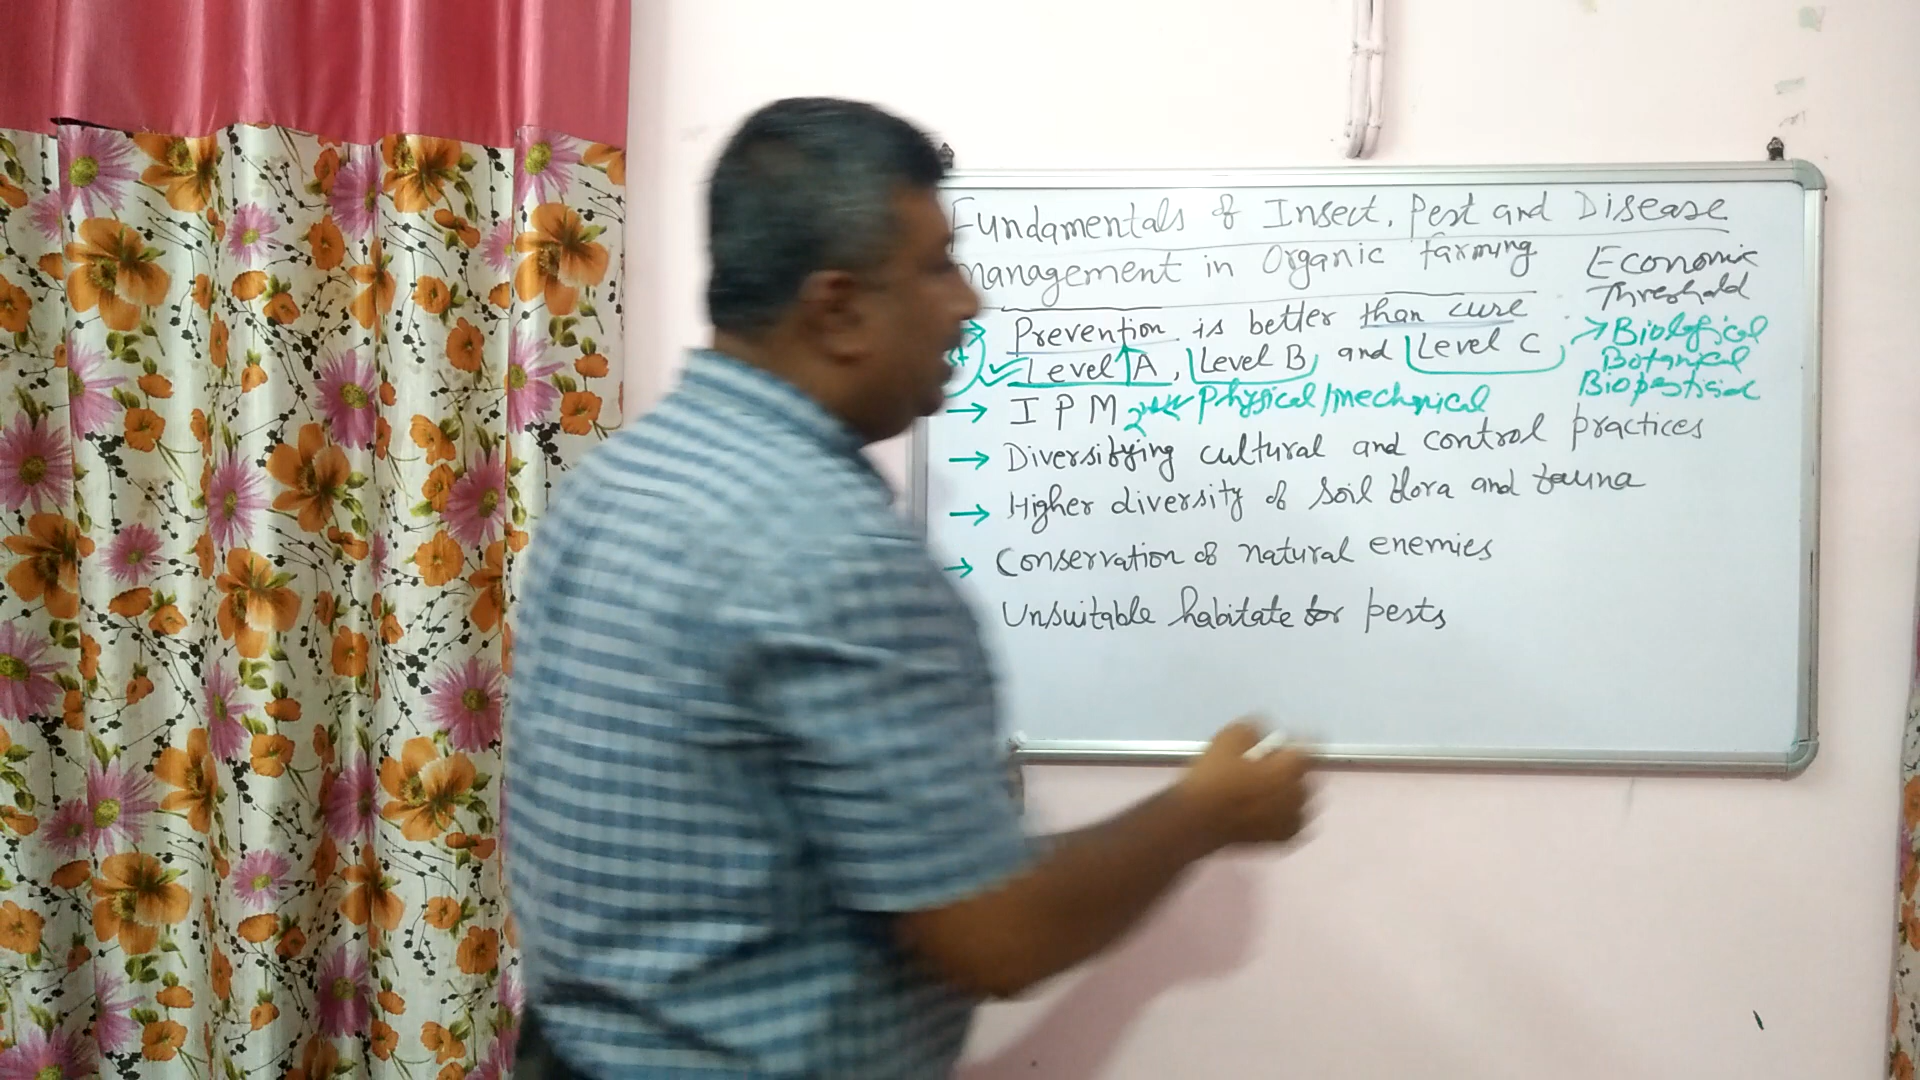 Fundamentals of Insect, Pest and Disease
management in Organic farming
Economic
Threshold
→ Prevention is better than cure
→ Biological
Botanical
Biopesticide
Level A, Level B and Level C
→ I P M
Physical/mechanical
→ Diversifying cultural and control practices
→ Higher diversity of soil flora and fauna
→ Conservation of natural enemies
Unsuitable habitate for pests